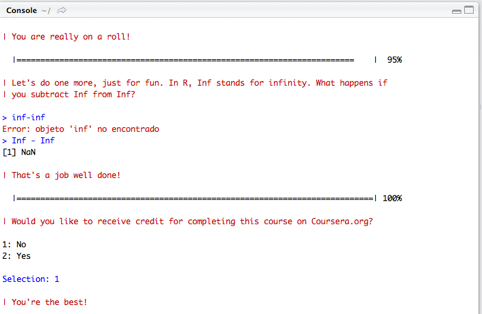 Console ~/
| You are really on a roll!
|======================================================================    |  95%
| Let's do one more, just for fun. In R, Inf stands for infinity. What happens if
| you subtract Inf from Inf?
> inf-inf
Error: objeto 'inf' no encontrado
> Inf - Inf
[1] NaN
| That's a job well done!
|==========================================================================| 100%
| Would you like to receive credit for completing this course on Coursera.org?
1: No
2: Yes
Selection: 1
| You're the best!